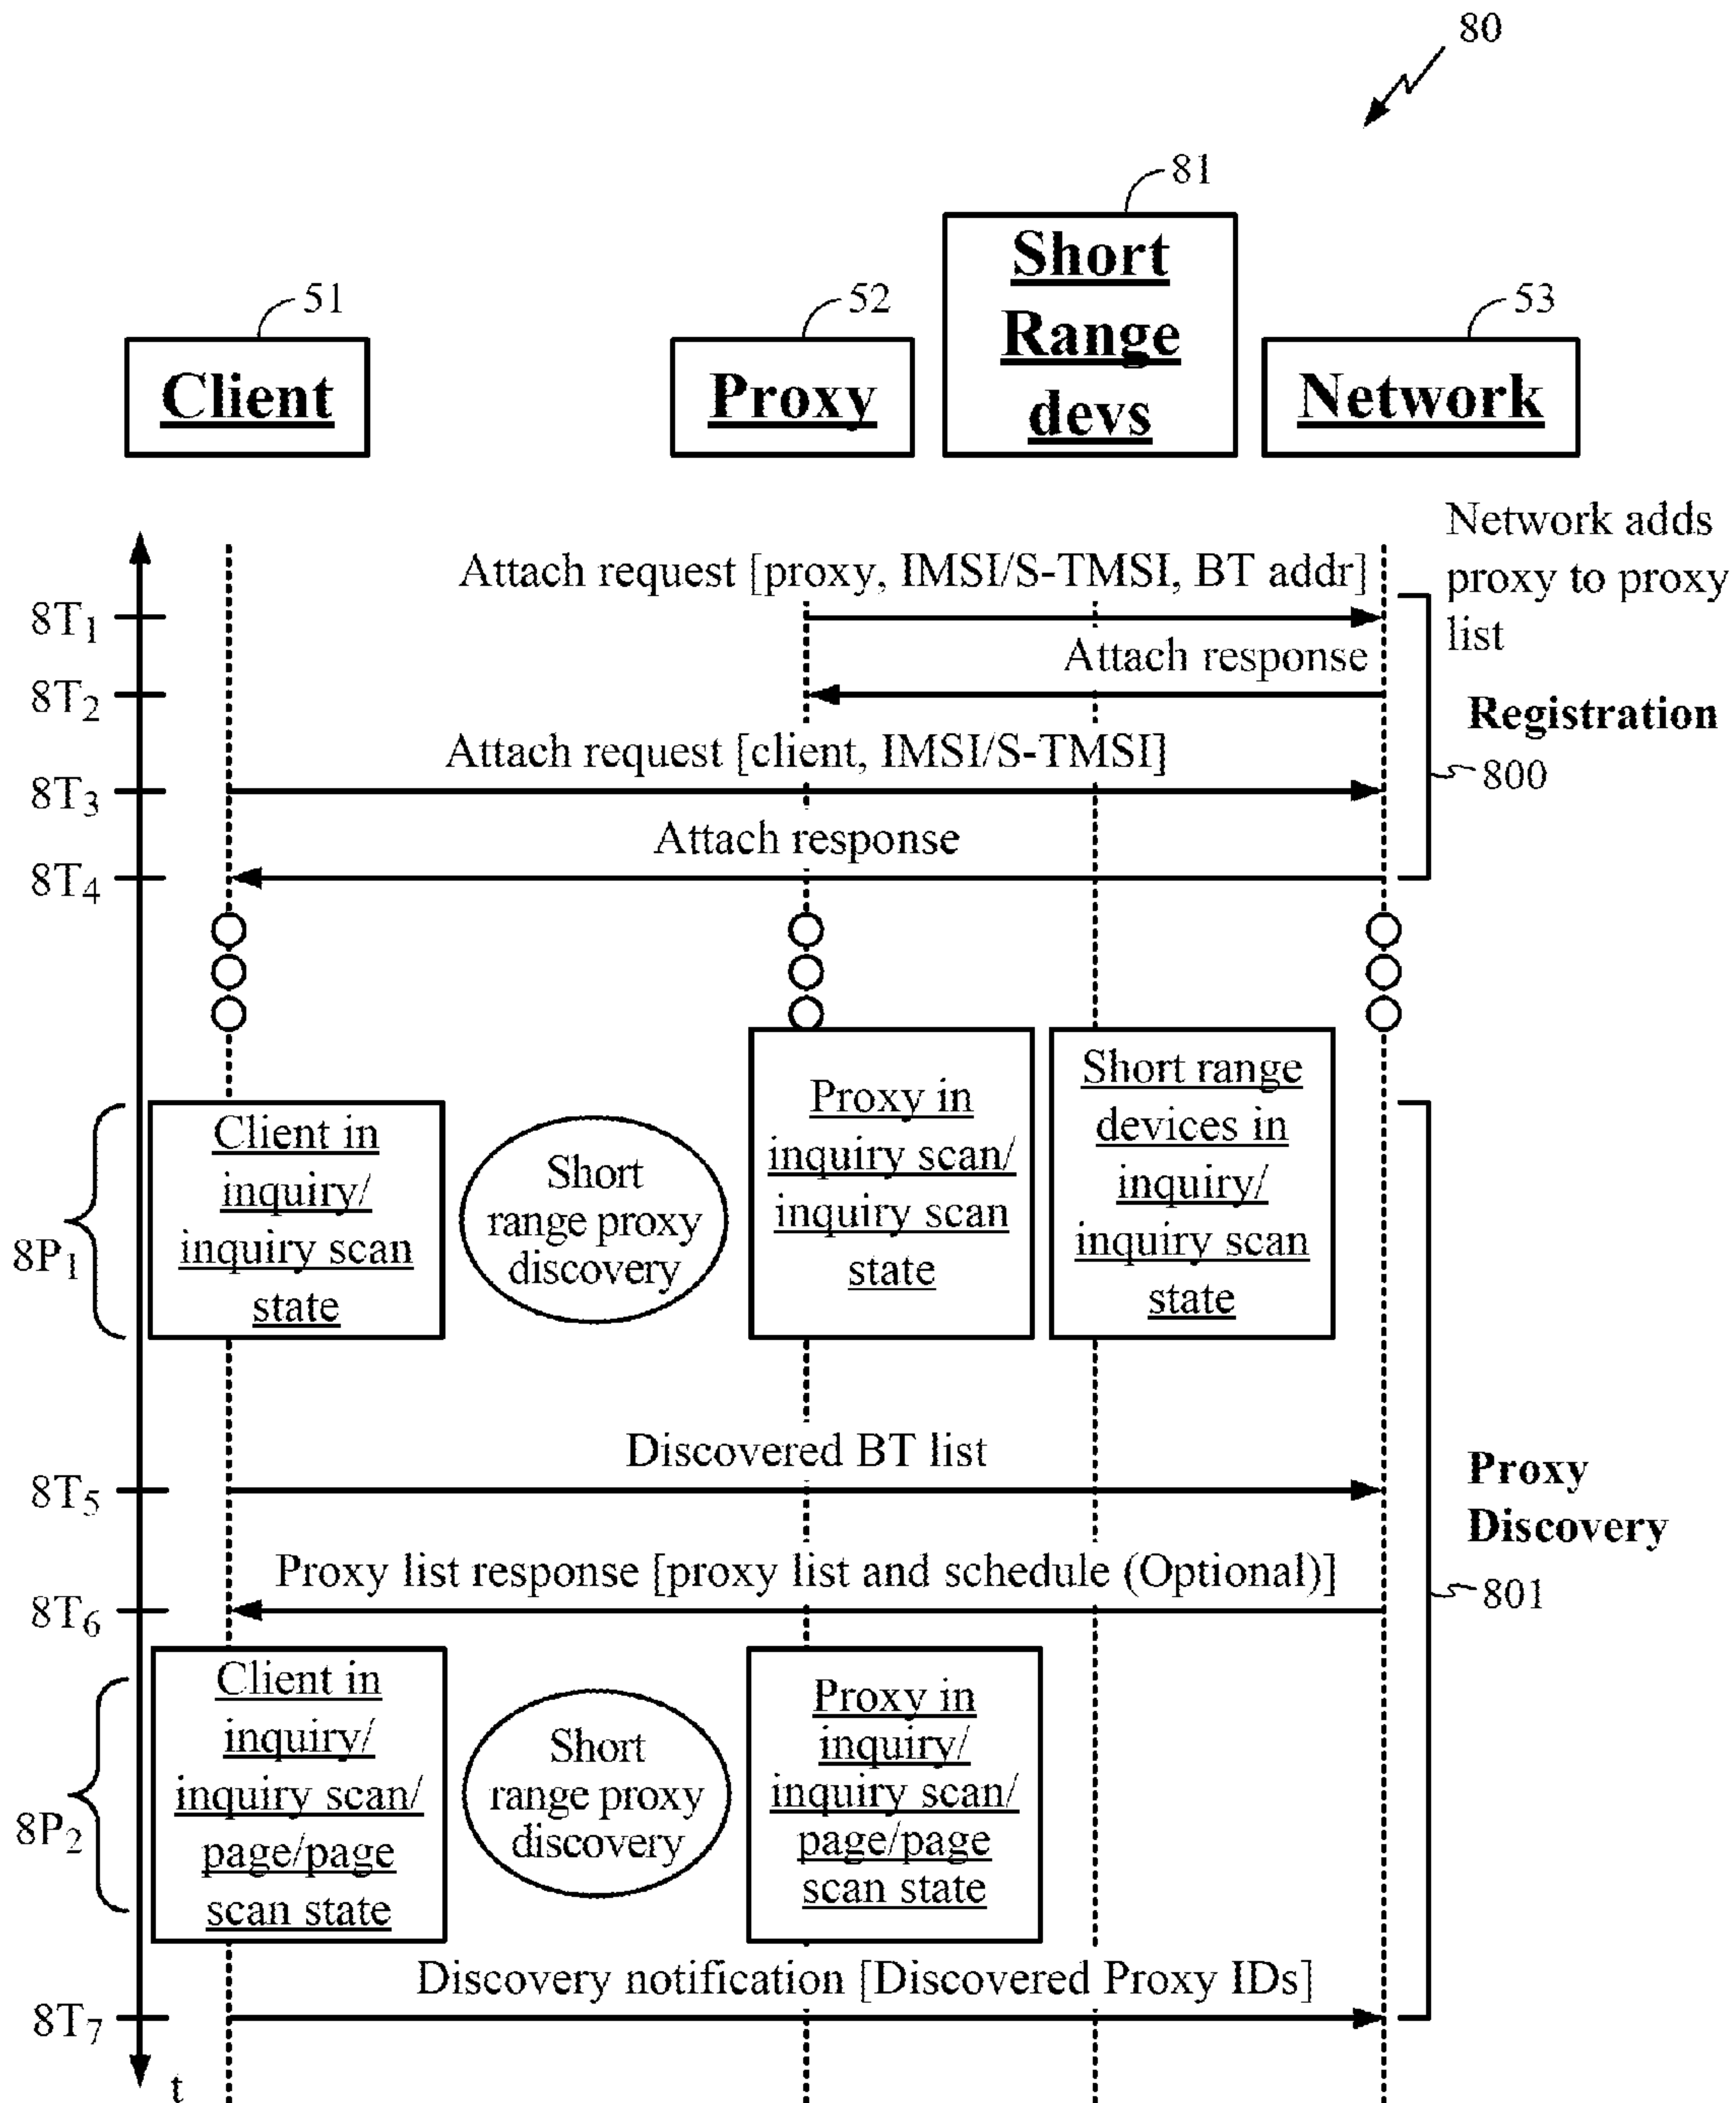 80
81
Short
Range
devs
51
Client
52
Proxy
53
Network
Network adds
proxy to proxy
list
Attach request [proxy, IMSI/S-TMSI, BT addr]
8T1
Attach response
8T2
Registration
Attach request [client, IMSI/S-TMSI]
8T3
800
Attach response
8T4
8P1
Client in
inquiry/
inquiry scan
state
Short
range proxy
discovery
Proxy in
inquiry scan/
inquiry scan
state
Short range
devices in
inquiry/
inquiry scan
state
Discovered BT list
8T5
Proxy
Discovery
Proxy list response [proxy list and schedule (Optional)]
8T6
801
8P2
Client in
inquiry/
inquiry scan/
page/page
scan state
Short
range proxy
discovery
Proxy in
inquiry/
inquiry scan/
page/page
scan state
Discovery notification [Discovered Proxy IDs]
8T7
t